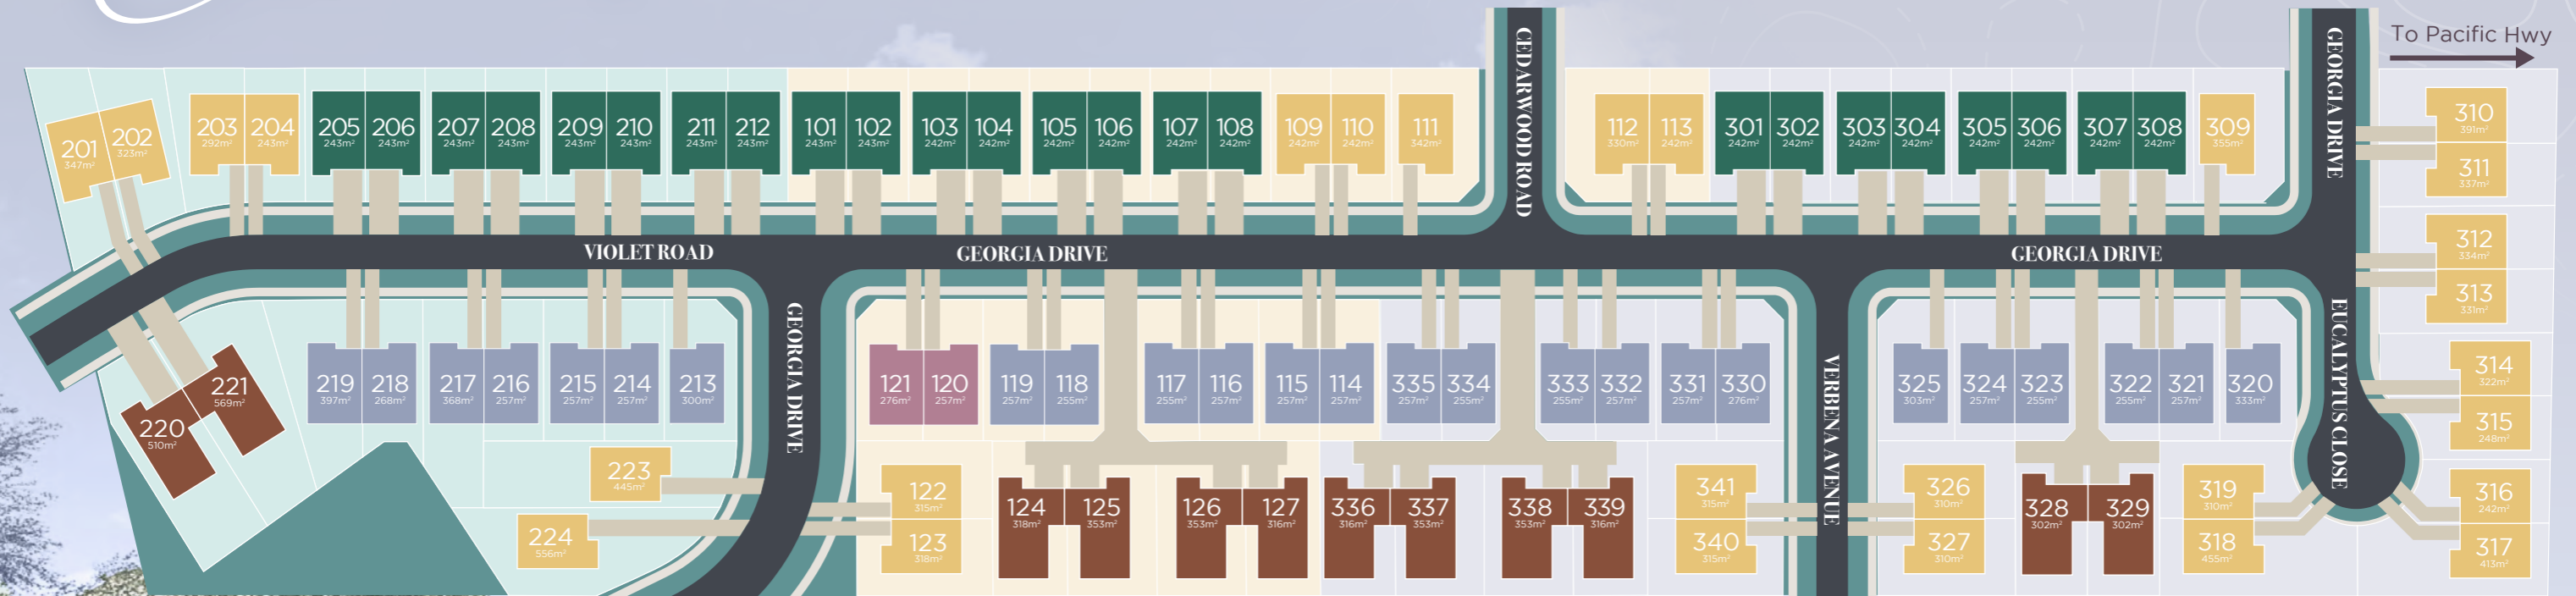 To Pacific Hwy
CEDARWOOD ROAD
GEORGIA DRIVE
201
347m²
202
323m²
203
292m²
204
243m²
205
243m²
206
243m²
207
243m²
208
243m²
209
243m²
210
243m²
211
243m²
212
243m²
101
243m²
102
243m²
103
242m²
104
242m²
105
242m²
106
242m²
107
242m²
108
242m²
109
242m²
110
242m²
111
342m²
112
330m²
113
242m²
301
242m²
302
242m²
303
242m²
304
242m²
305
242m²
306
242m²
307
242m²
308
242m²
309
355m²
310
391m²
311
337m²
312
334m²
313
331m²
VIOLET ROAD
GEORGIA DRIVE
GEORGIA DRIVE
GEORGIA DRIVE
VERBENA AVENUE
EUCALYPTUS CLOSE
221
569m²
220
510m²
219
397m²
218
268m²
217
368m²
216
257m²
215
257m²
214
257m²
213
300m²
121
276m²
120
257m²
119
257m²
118
255m²
117
255m²
116
257m²
115
257m²
114
257m²
335
257m²
334
255m²
333
255m²
332
257m²
331
257m²
330
276m²
325
303m²
324
257m²
323
255m²
322
255m²
321
257m²
320
333m²
314
322m²
315
248m²
223
445m²
224
556m²
122
315m²
123
318m²
124
318m²
125
353m²
126
353m²
127
316m²
336
316m²
337
353m²
338
353m²
339
316m²
341
315m²
340
315m²
326
310m²
327
310m²
328
302m²
329
302m²
319
310m²
318
455m²
316
242m²
317
413m²